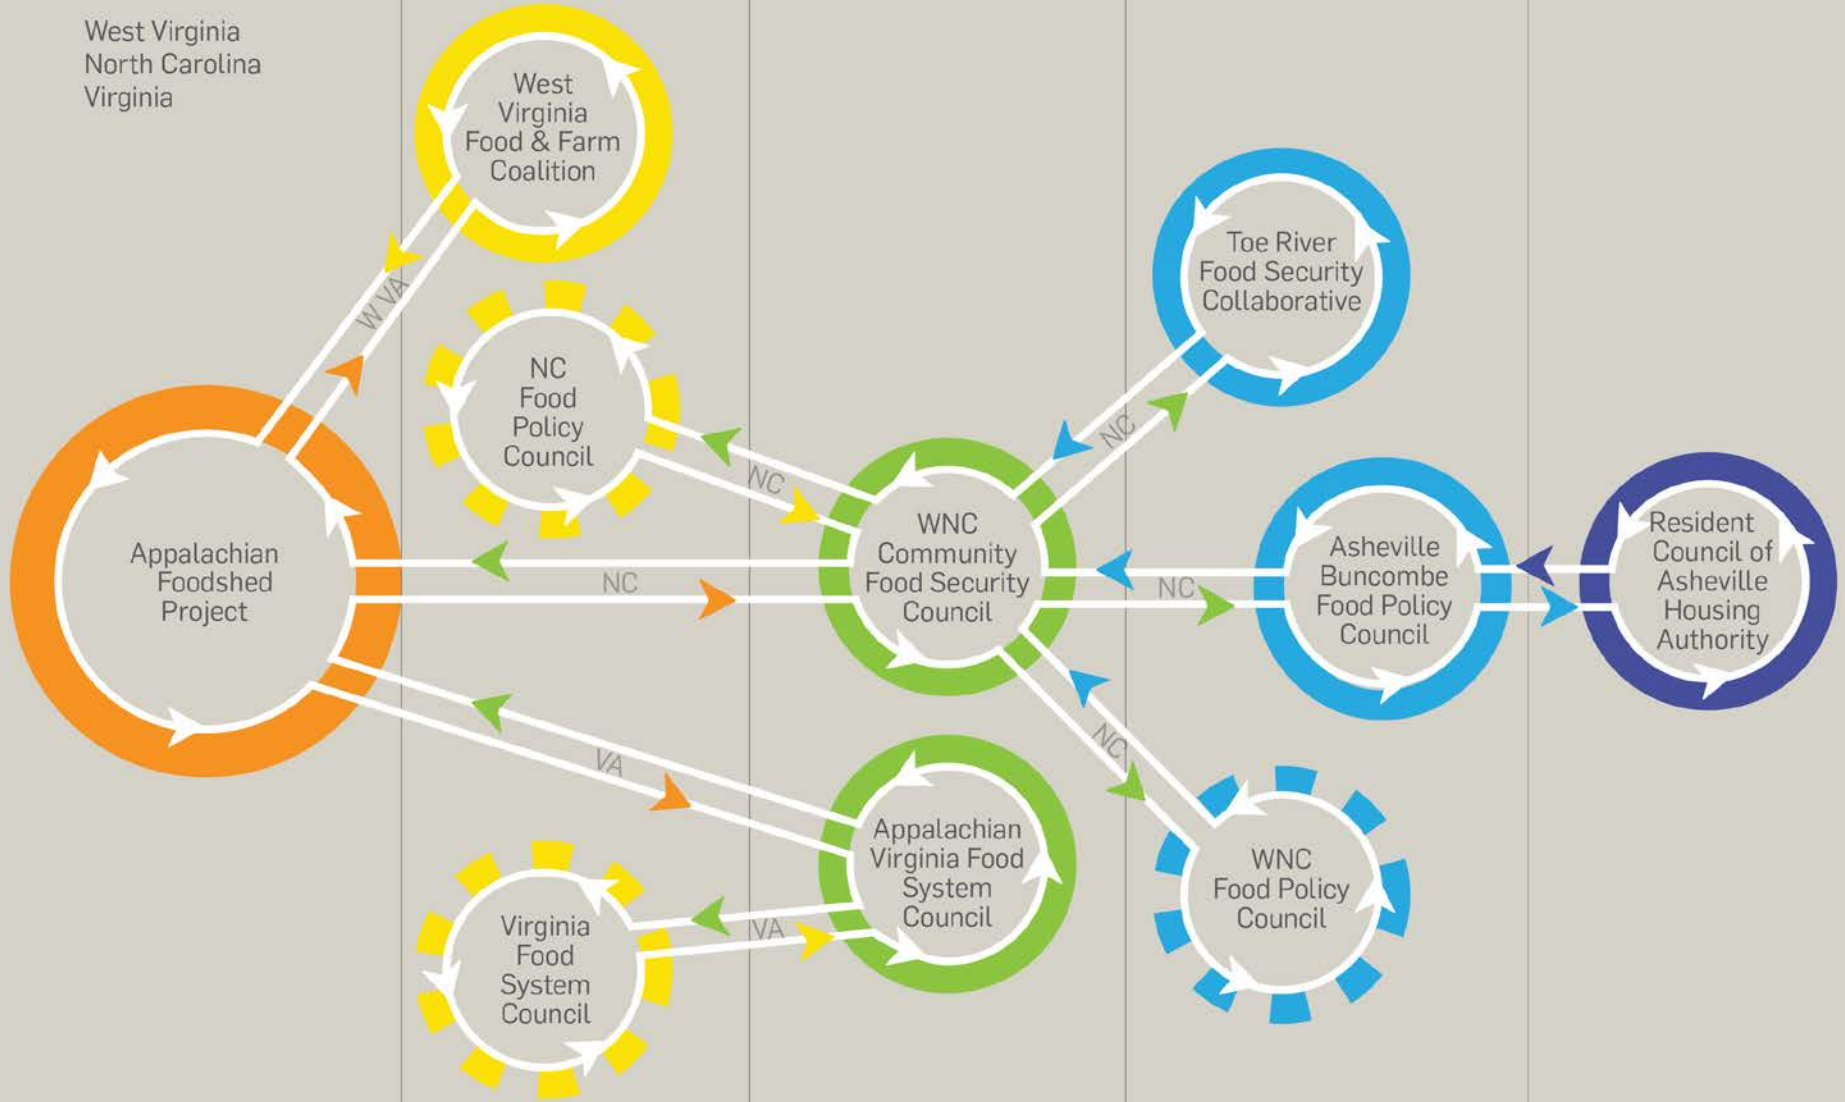 West Virginia
North Carolina
Virginia
West
Virginia
Food & Farm
Coalition
W VA
NC
Food
Policy
Council
NC
Appalachian
Foodshed
Project
NC
VA
Virginia
Food
System
Council
VA
WNC
Community
Food Security
Council
Appalachian
Virginia Food
System
Council
Toe River
Food Security
Collaborative
NC
Asheville
Buncombe
Food Policy
Council
NC
WNC
Food Policy
Council
NC
Resident
Council of
Asheville
Housing
Authority